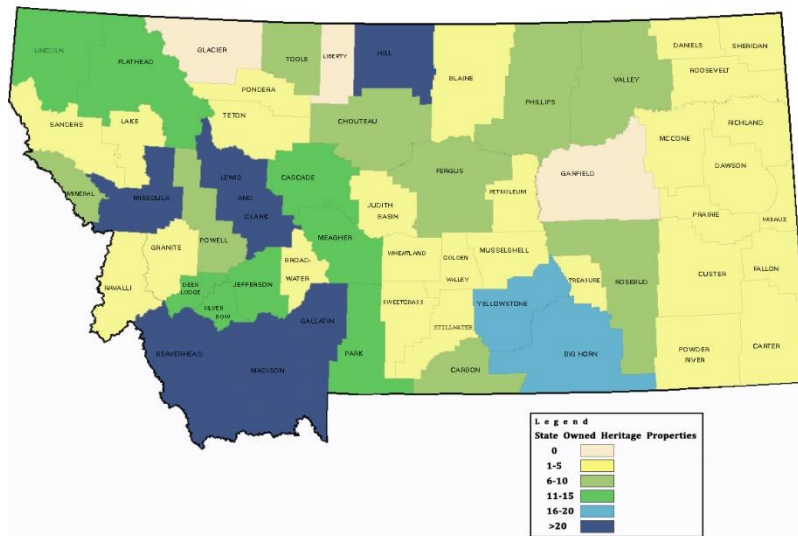 LINCOLN
FLATHEAD
GLACIER
TOOLE
LIBERTY
HILL
BLAINE
DANIELS
SHERIDAN
ROOSEVELT
PHILLIPS
VALLEY
PONDERA
TETON
CHOUTEAU
SANDERS
LAKE
MCCONE
RICHLAND
DAWSON
GARFIELD
FERGUS
PETROLEUM
CASCADE
LEWIS
AND
CLARK
MISSOULA
MINERAL
JUDITH
BASIN
PRAIRIE
WIBAUX
POWELL
MEAGHER
GRANITE
RAVALLI
DEER
LODGE
SILVER
BOW
JEFFERSON
BROAD-
WATER
WHEATLAND
GOLDEN
VALLEY
MUSSELSHELL
TREASURE
ROSEBUD
CUSTER
FALLON
SWEETGRASS
STILLWATER
YELLOWSTONE
GALLATIN
BEAVERHEAD
MADISON
PARK
CARBON
BIG HORN
POWDER
RIVER
CARTER
Legend
State Owned Heritage Properties
0
1-5
6-10
11-15
16-20
>20